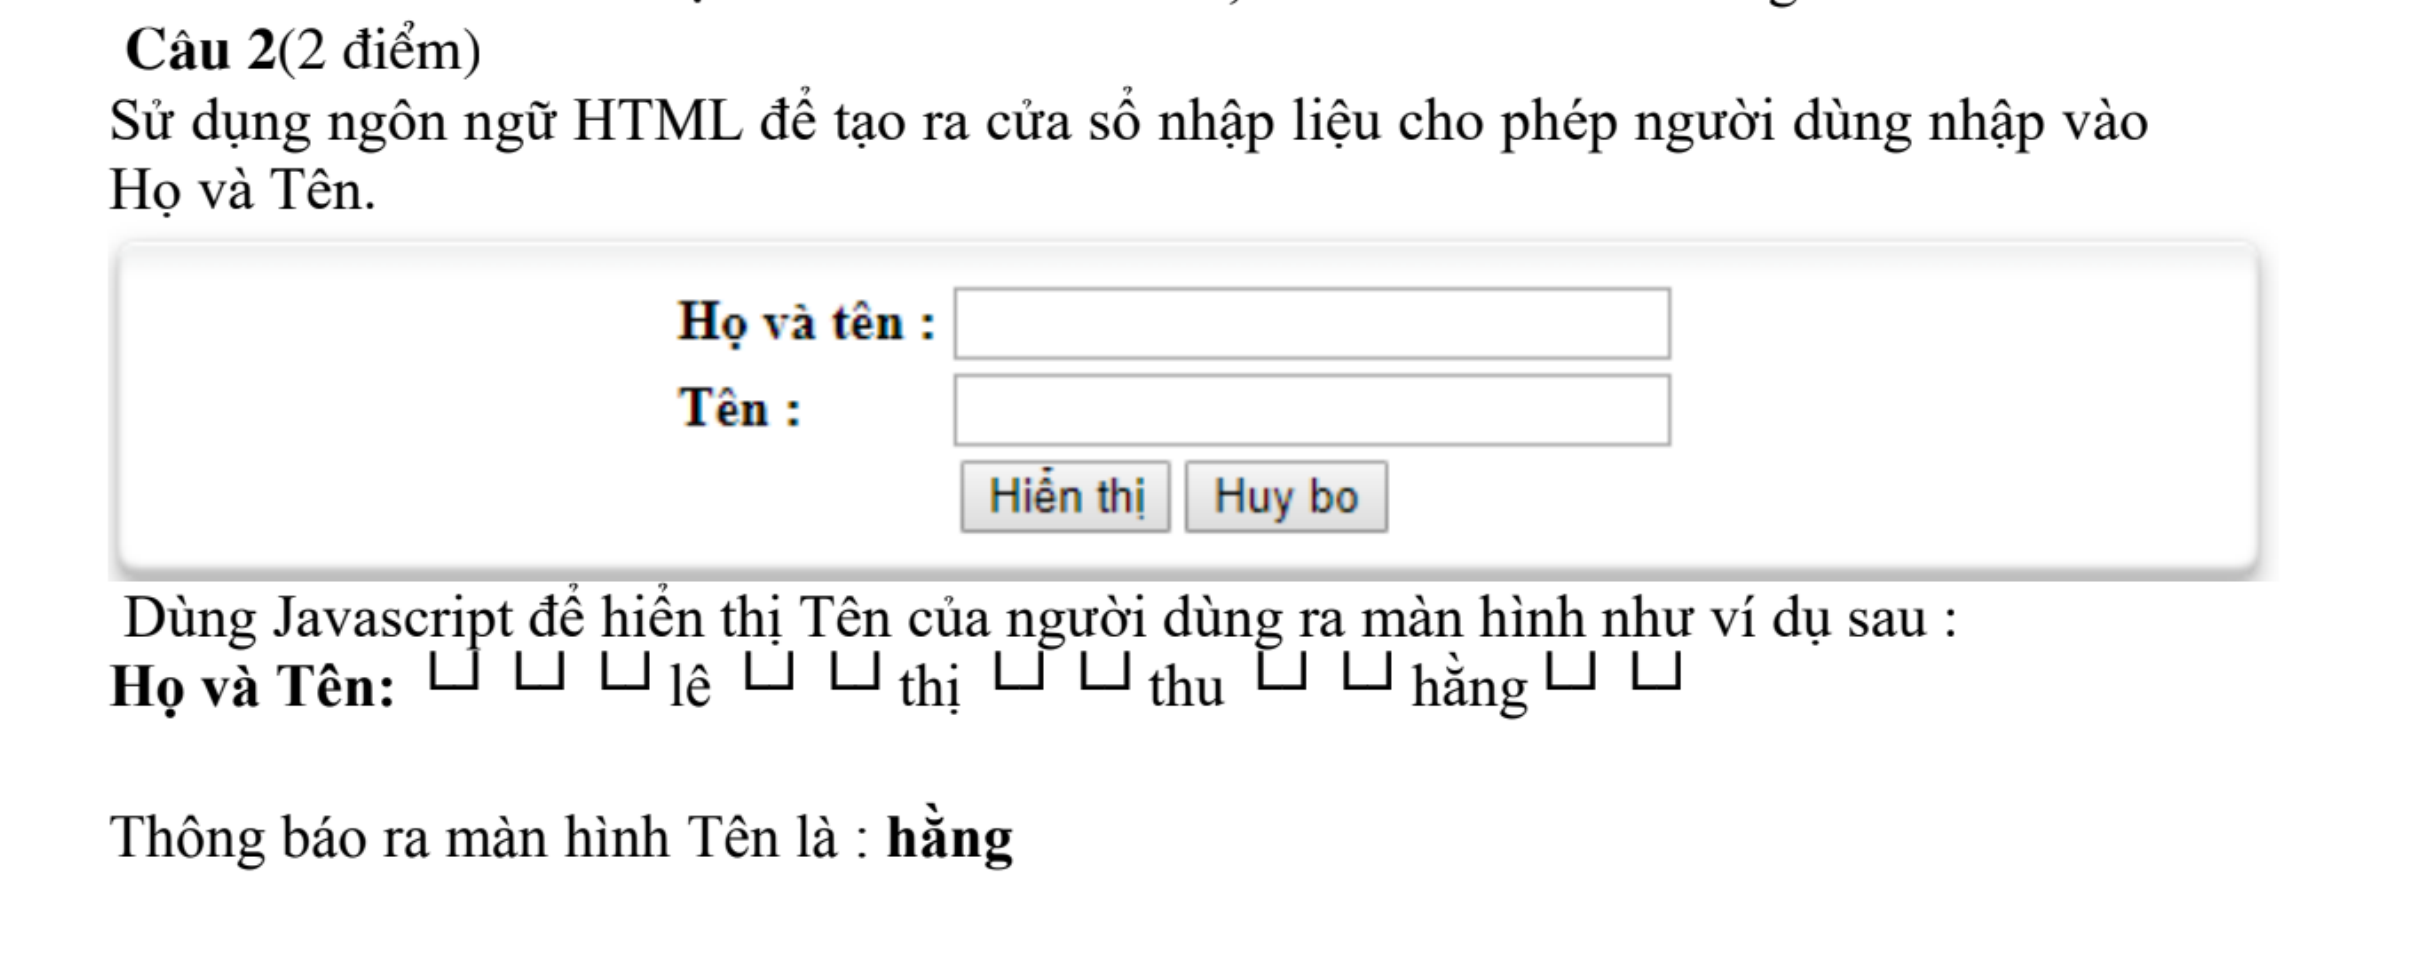 Câu 2(2 điểm)
Sử dụng ngôn ngữ HTML để tạo ra cửa sổ nhập liệu cho phép người dùng nhập vào
Họ và Tên.
Họ và tên :
Tên :
Hiển thị Huy bo
Dùng Javascript để hiển thị Tên của người dùng ra màn hình như ví dụ sau :
Họ và Tên: ⊔ ⊔ ⊔ lê ⊔ ⊔ thị ⊔ ⊔ thu ⊔ ⊔ hằng ⊔ ⊔
Thông báo ra màn hình Tên là : hằng